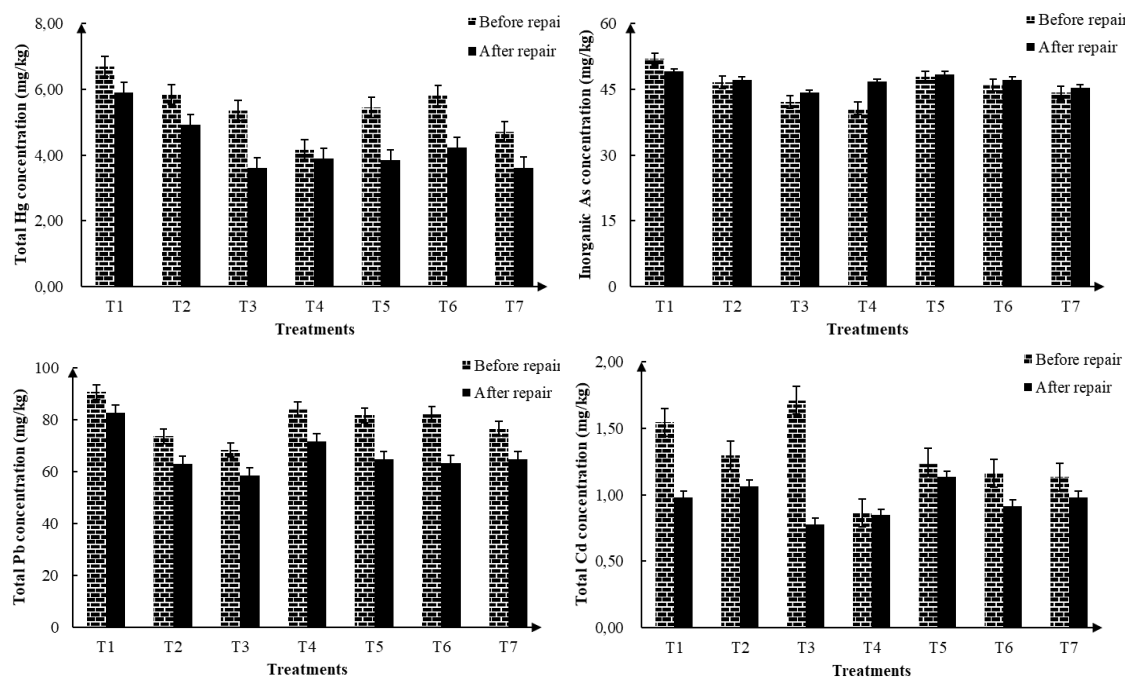 Total Hg concentration (mg/kg)
8,00
6,00
4,00
2,00
0,00
Before repai
After repair
T1 T2 T3 T4 T5 T6 T7
Treatments
Inorganic As concentration (mg/kg)
60
45
30
15
0
Before repair
After repair
T1 T2 T3 T4 T5 T6 T7
Treatments
Total Pb concentration (mg/kg)
100
80
60
40
20
0
Before repair
After repair
T1 T2 T3 T4 T5 T6 T7
Treatments
Total Cd concentration (mg/kg)
2,00
1,50
1,00
0,50
0,00
Before repair
After repair
T1 T2 T3 T4 T5 T6 T7
Treatments